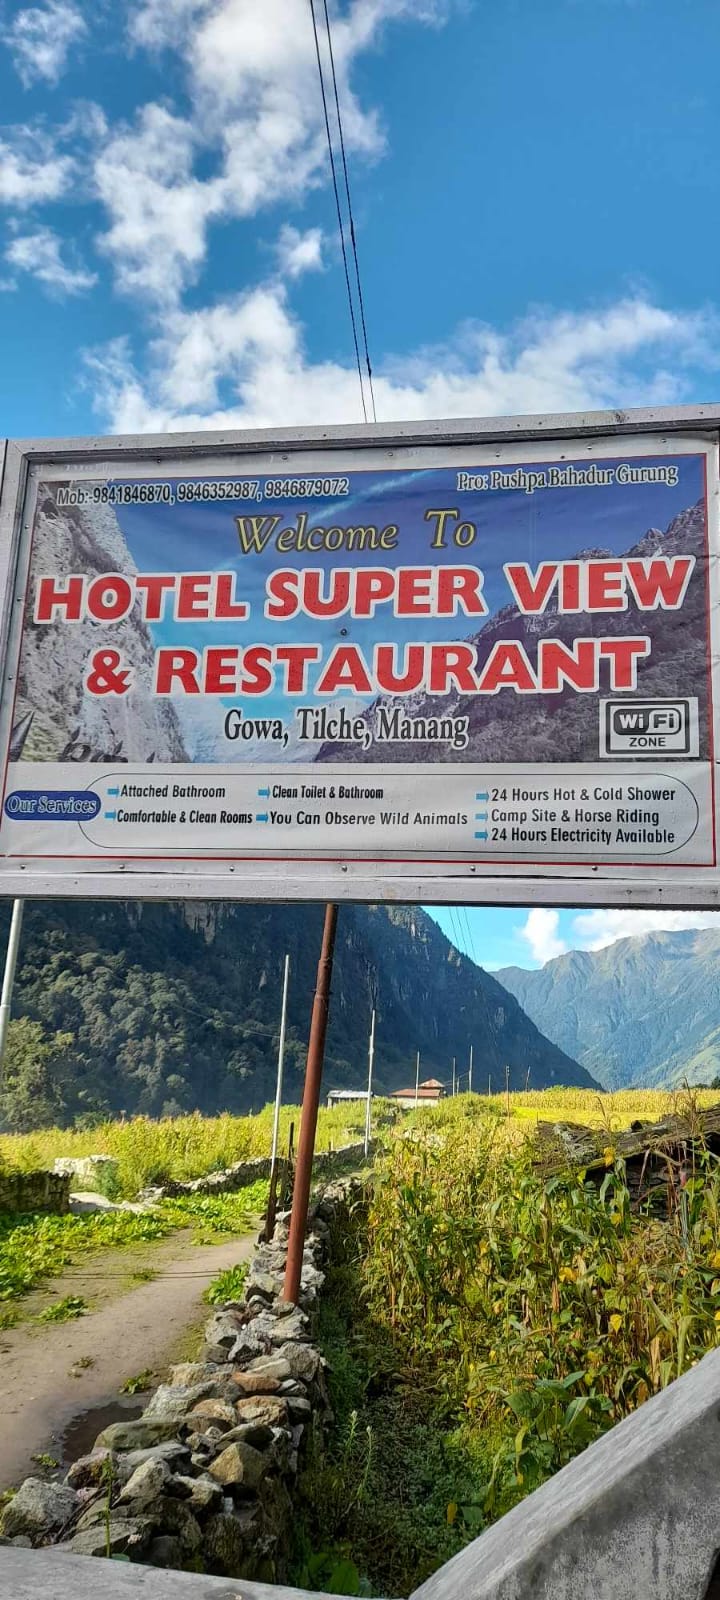 Mob:-9841846870, 9846352987, 9846879072
Pro: Pushpa Bahadur Gurung
Welcome To
HOTEL SUPER VIEW
& RESTAURANT
Gowa, Tilche, Manang
Wi Fi
ZONE
Our Services
Attached Bathroom
Clean Toilet & Bathroom
24 Hours Hot & Cold Shower
Comfortable & Clean Rooms
You Can Observe Wild Animals
Camp Site & Horse Riding
24 Hours Electricity Available